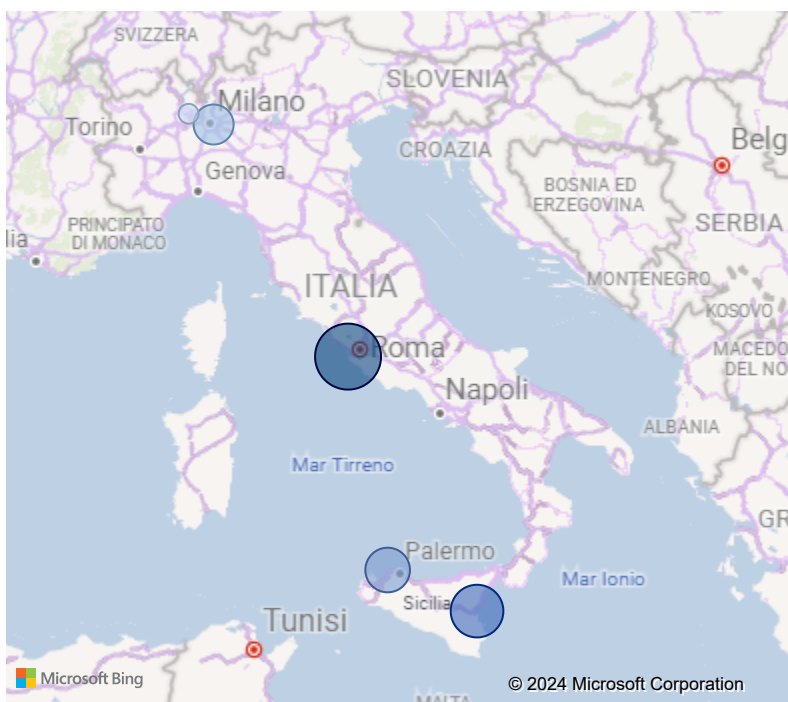 SVIZZERA
SLOVENIA
Milano
Torino
Belg
CROAZIA
Genova
BOSNIA ED
ERZEGOVINA
PRINCIPATO
DI MONACO
lia
SERBIA
ITALIA
MONTENEGRO
KOSOVO
Roma
MACEDO
DEL NO
Napoli
ALBANIA
Mar Tirreno
GR
Palermo
Mar Ionio
Sicilia
Tunisi
Microsoft Bing
© 2024 Microsoft Corporation
MALTA